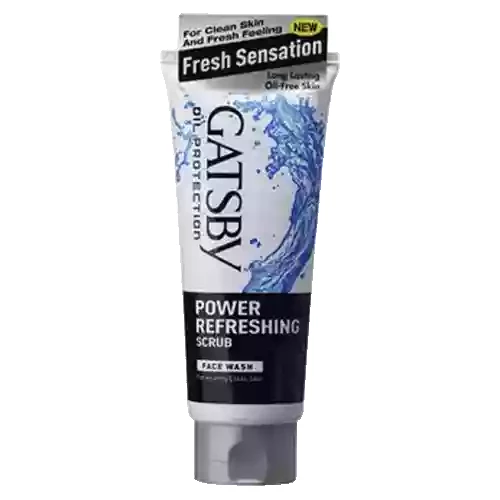 For Clean Skin
And Fresh Feeling
NEW
Fresh Sensation
Long Lasting
Oil-Free Skin
GATSBY
OIL PROTECTION
POWER
REFRESHING
SCRUB
FACE WASH